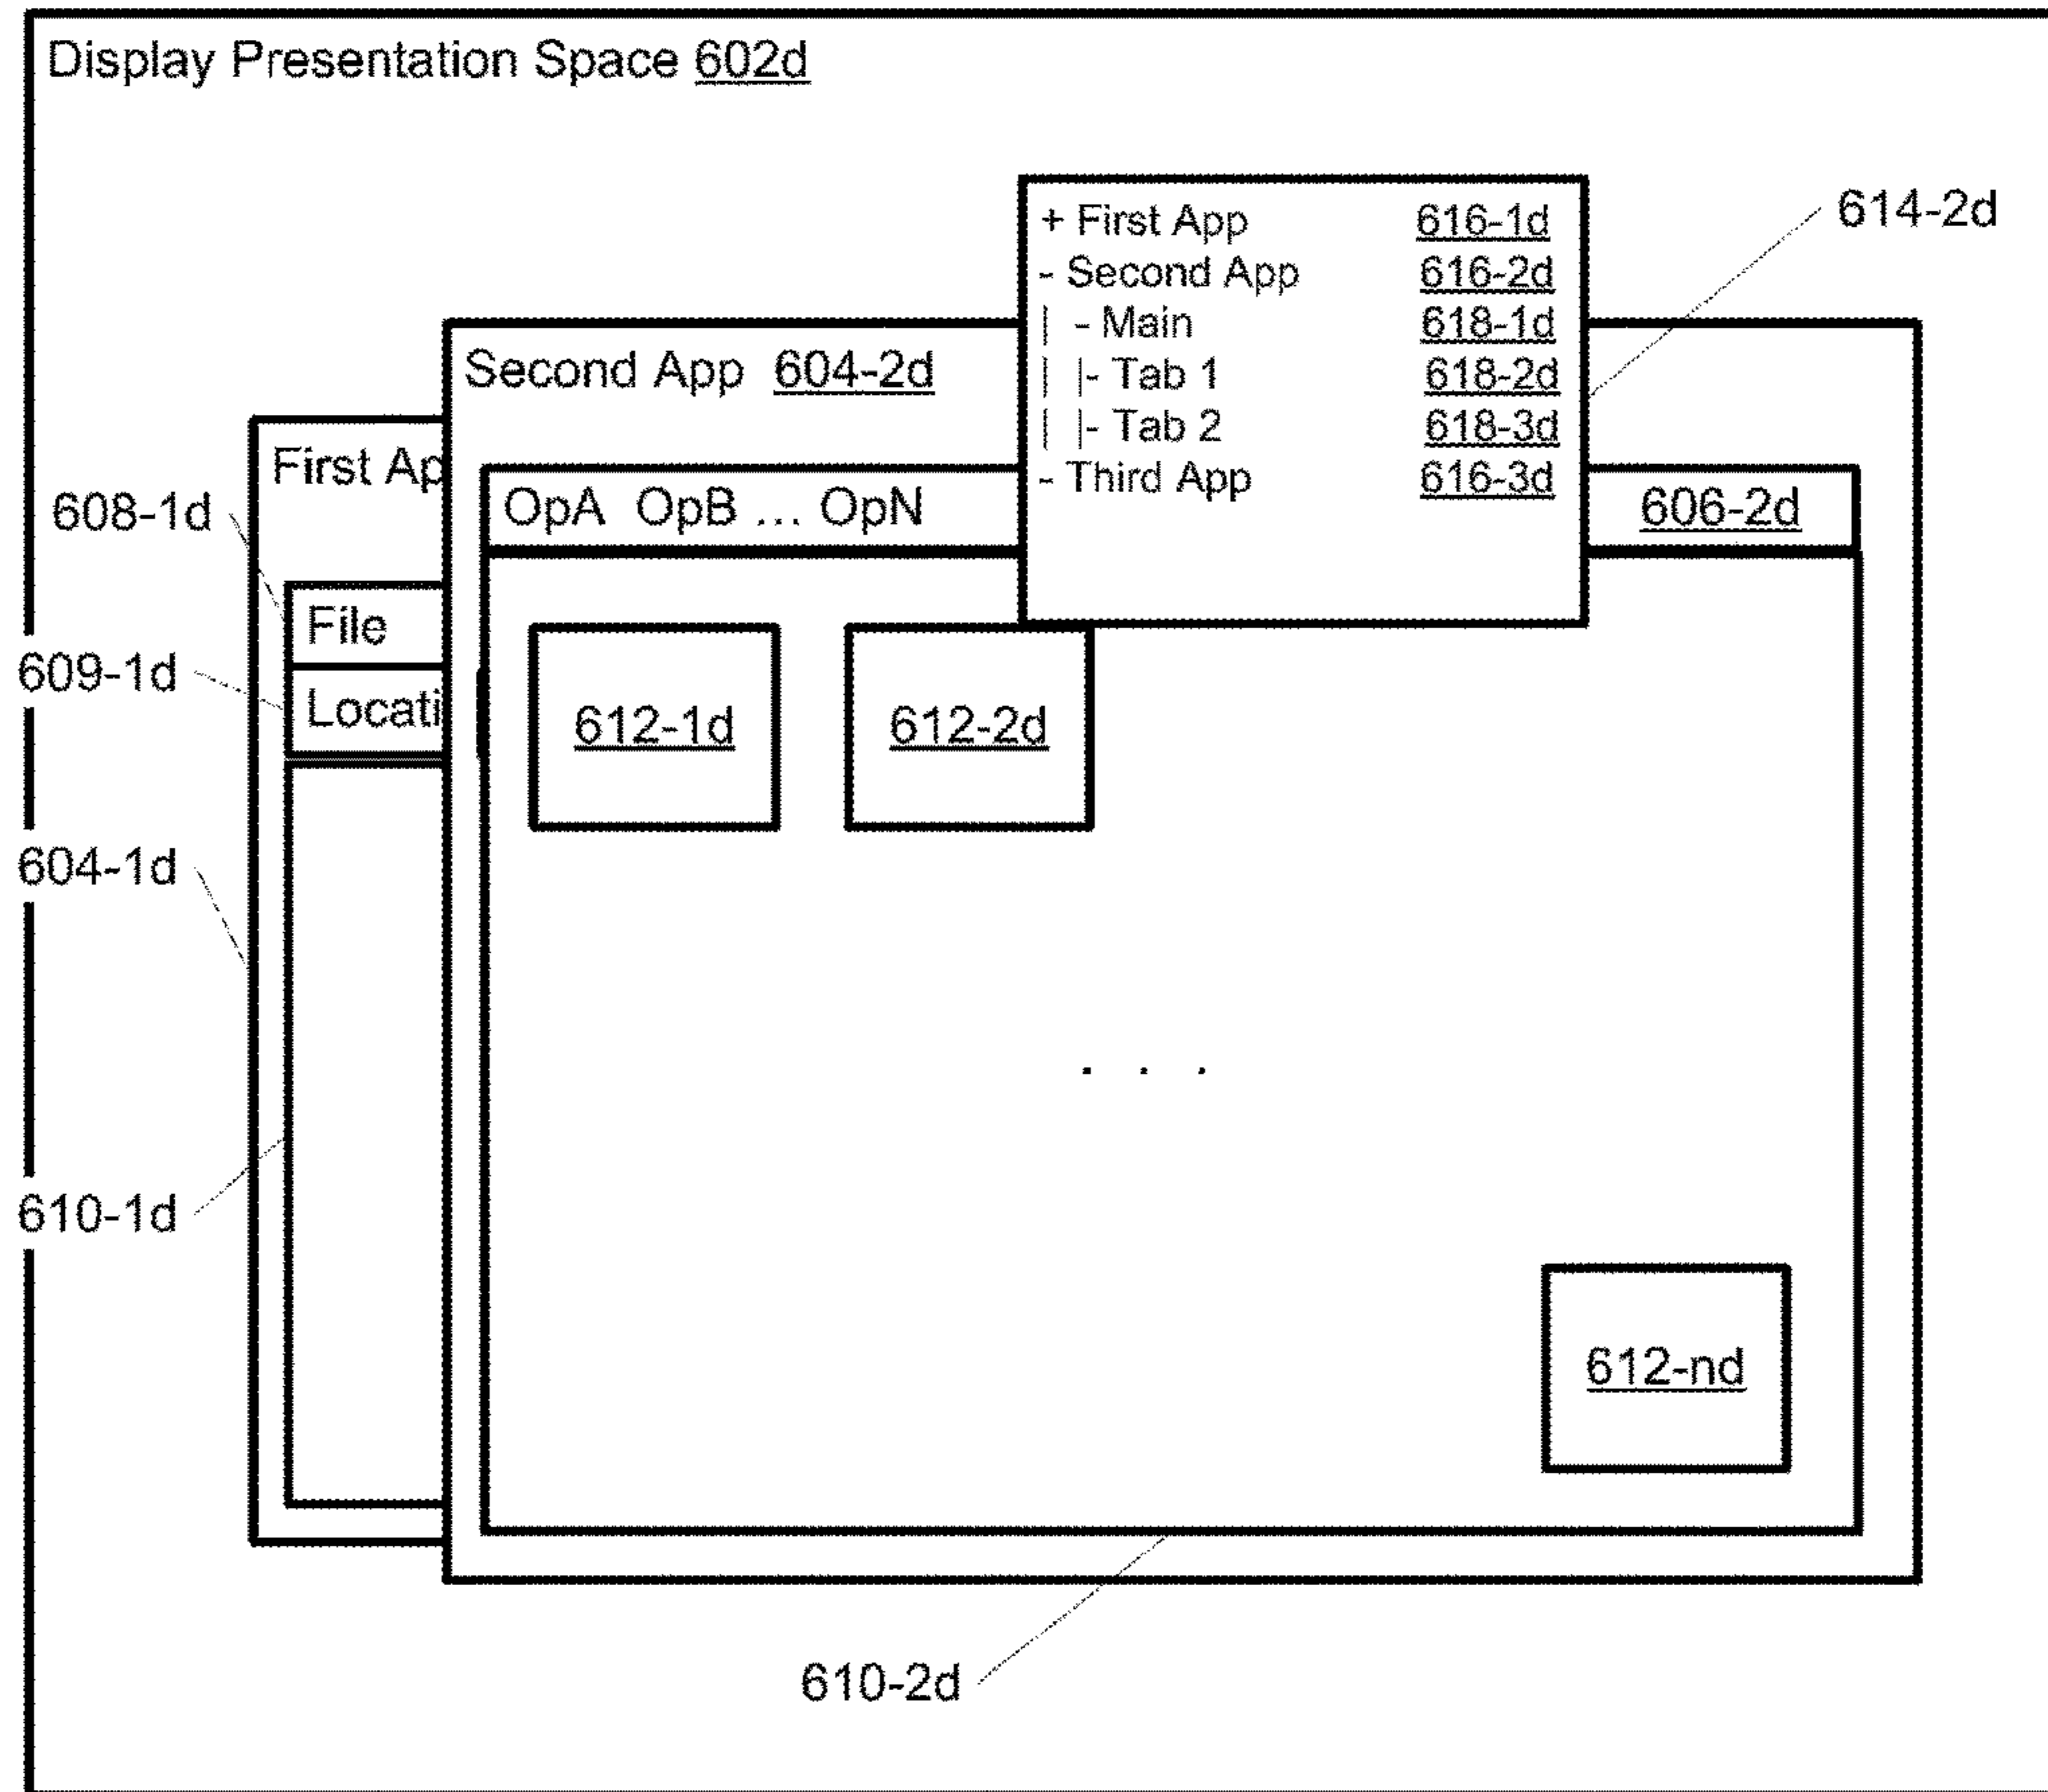 Display Presentation Space 602d
+ First App 616-1d
- Second App 616-2d
| - Main 618-1d
| |- Tab 1 618-2d
| |- Tab 2 618-3d
- Third App 616-3d
614-2d
Second App 604-2d
First Ap
OpA OpB ... OpN
606-2d
608-1d
File
609-1d
Locati
612-1d
612-2d
604-1d
. . .
610-1d
612-nd
610-2d